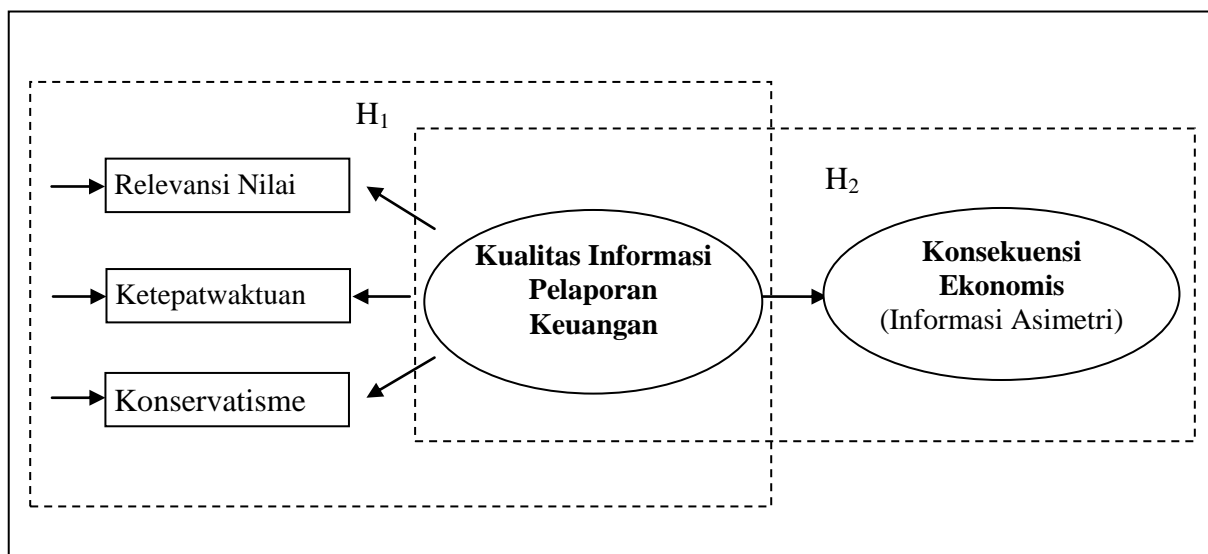 H₁
H₂
Relevansi Nilai
Ketepatwaktuan
Konservatisme
Kualitas Informasi
Pelaporan
Keuangan
Konsekuensi
Ekonomis
(Informasi Asimetri)